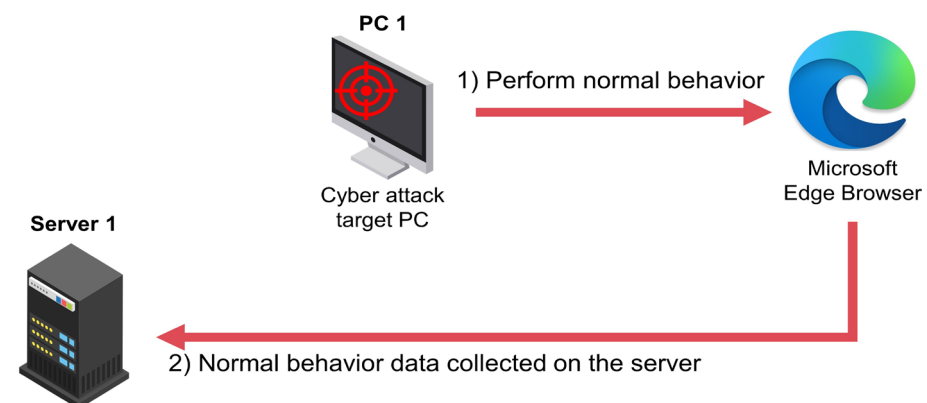 PC 1
1) Perform normal behavior
Cyber attack
target PC
Microsoft
Edge Browser
Server 1
2) Normal behavior data collected on the server